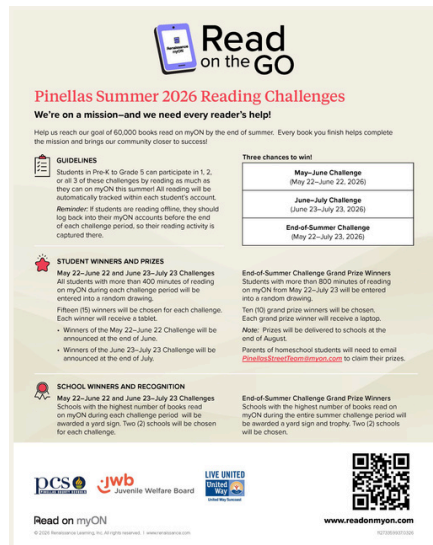 Renaissance
myON
Read
on the GO
Pinellas Summer 2026 Reading Challenges
We're on a mission—and we need every reader's help!
Help us reach our goal of 60,000 books read on myON by the end of summer. Every book you finish helps complete
the mission and brings our community closer to success!
GUIDELINES
Students in Pre-K to Grade 5 can participate in 1, 2,
or all 3 of these challenges by reading as much as
they can on myON this summer! All reading will be
automatically tracked within each student's account.
Reminder: If students are reading offline, they should
log back into their myON accounts before the end
of each challenge period, so their reading activity is
captured there.
Three chances to win!
May–June Challenge
(May 22–June 22, 2026)
June–July Challenge
(June 23–July 23, 2026)
End-of-Summer Challenge
(May 22–July 23, 2026)
STUDENT WINNERS AND PRIZES
May 22–June 22 and June 23–July 23 Challenges
All students with more than 400 minutes of reading
on myON during each challenge period will be
entered into a random drawing.
Fifteen (15) winners will be chosen for each challenge.
Each winner will receive a tablet.
• Winners of the May 22–June 22 Challenge will be
announced at the end of June.
• Winners of the June 23–July 23 Challenge will be
announced at the end of July.
End-of-Summer Challenge Grand Prize Winners
Students with more than 800 minutes of reading
on myON from May 22–July 23 will be entered
into a random drawing.
Ten (10) grand prize winners will be chosen.
Each grand prize winner will receive a laptop.
Note: Prizes will be delivered to schools at the
end of August.
Parents of homeschool students will need to email
PinellasStreetTeam@myon.com to claim their prizes.
SCHOOL WINNERS AND RECOGNITION
May 22–June 22 and June 23–July 23 Challenges
Schools with the highest number of books read
on myON during each challenge period will be
awarded a yard sign. Two (2) schools will be chosen
for each challenge.
End-of-Summer Challenge Grand Prize Winners
Schools with the highest number of books read on
myON during the entire summer challenge period will
be awarded a yard sign and trophy. Two (2) schools
will be chosen.
pcs
PINELLAS COUNTY SCHOOLS
jwb
Juvenile Welfare Board
LIVE UNITED
United
Way
United Way Suncoast
Read on myON
www.readonmyon.com
© 2026 Renaissance Learning, Inc. All rights reserved. | www.renaissance.com